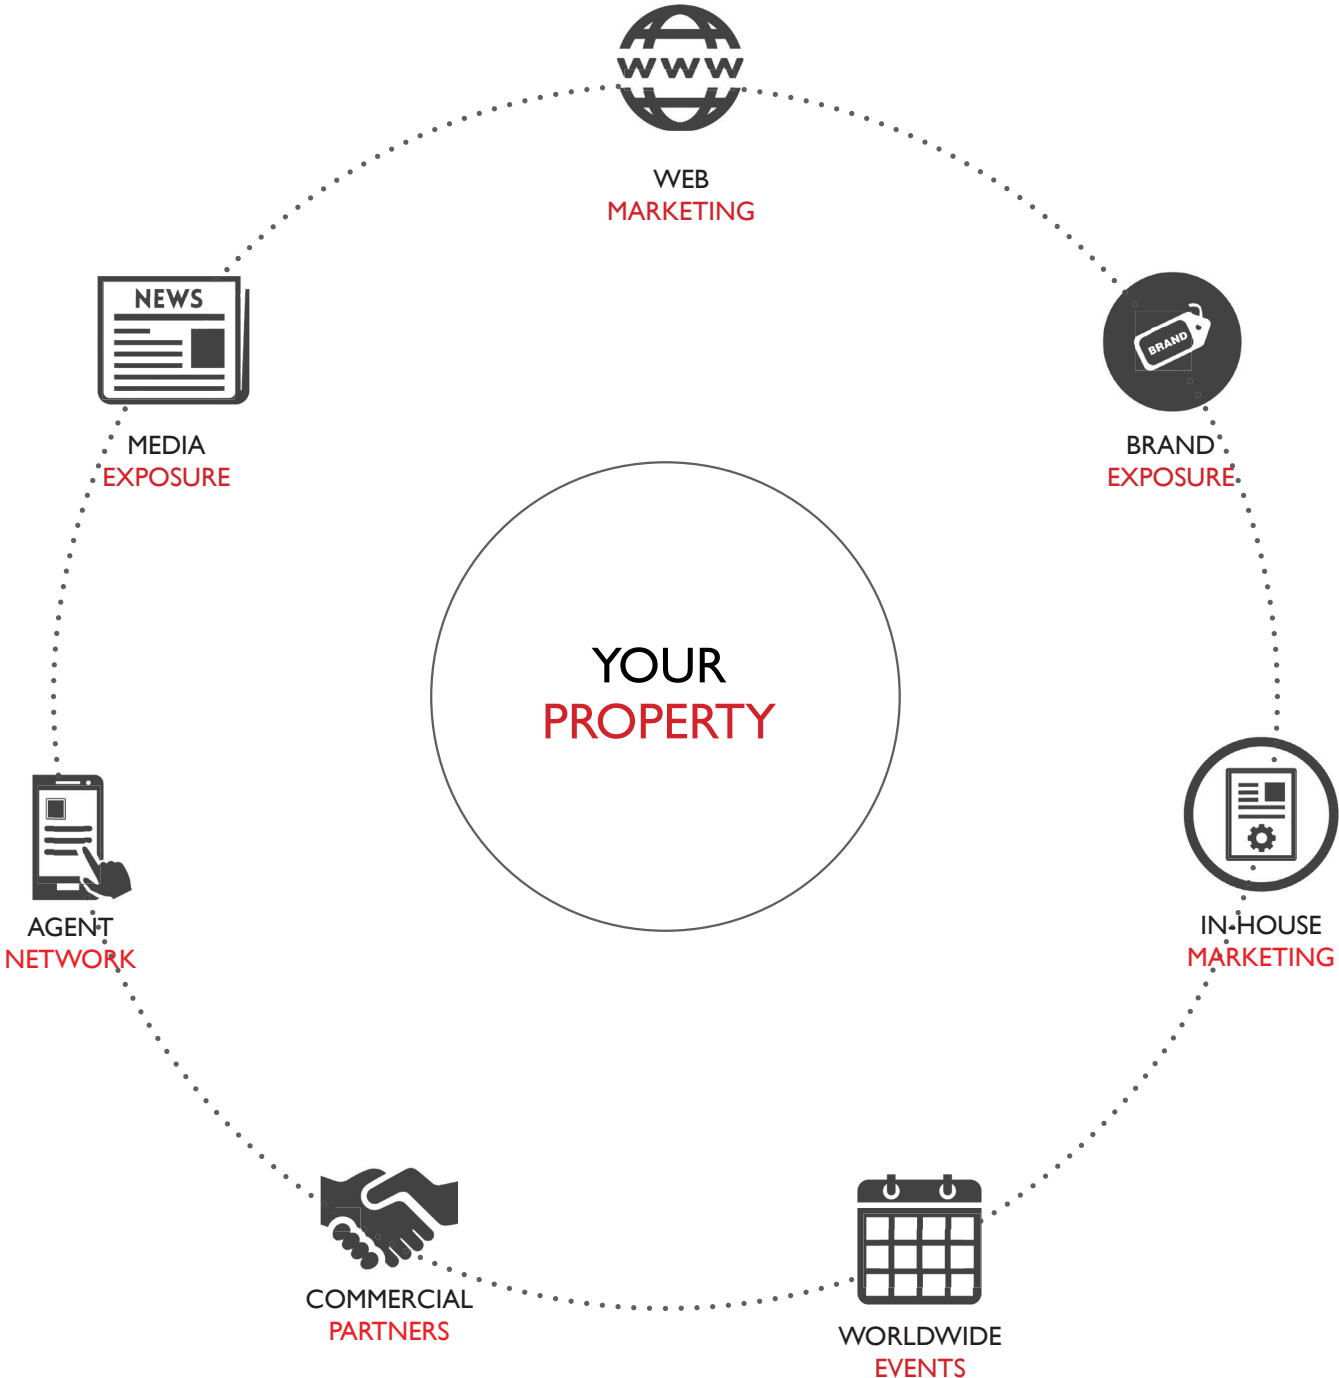 WWW
WEB
MARKETING
NEWS
MEDIA
EXPOSURE
BRAND
BRAND
EXPOSURE
YOUR
PROPERTY
AGENT
NETWORK
IN-HOUSE
MARKETING
COMMERCIAL
PARTNERS
WORLDWIDE
EVENTS